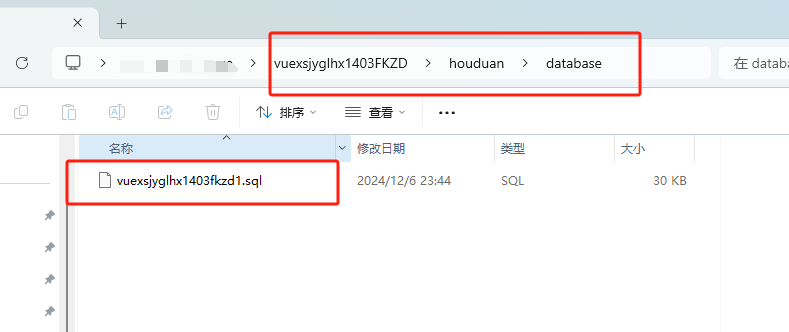 vuexsjyglhx1403FKZD > houduan > database
在 databa
排序 查看
名称 修改日期 类型 大小
vuexsjyglhx1403fkzd1.sql 2024/12/6 23:44 SQL 30 KB